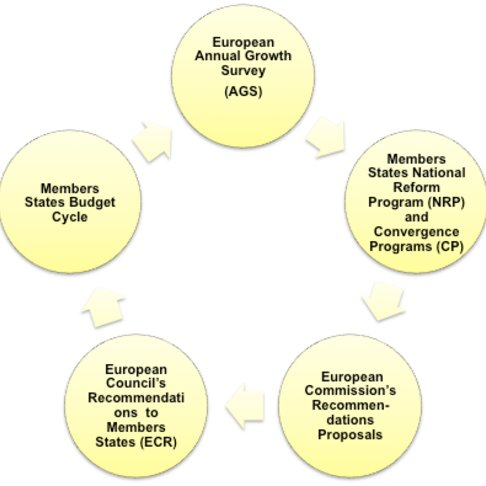 European
Annual Growth
Survey
(AGS)
Members
States National
Reform
Program (NRP)
and
Convergence
Programs (CP)
European
Commission's
Recommen-
dations
Proposals
European
Council's
Recommendati
ons to
Members
States (ECR)
Members
States Budget
Cycle